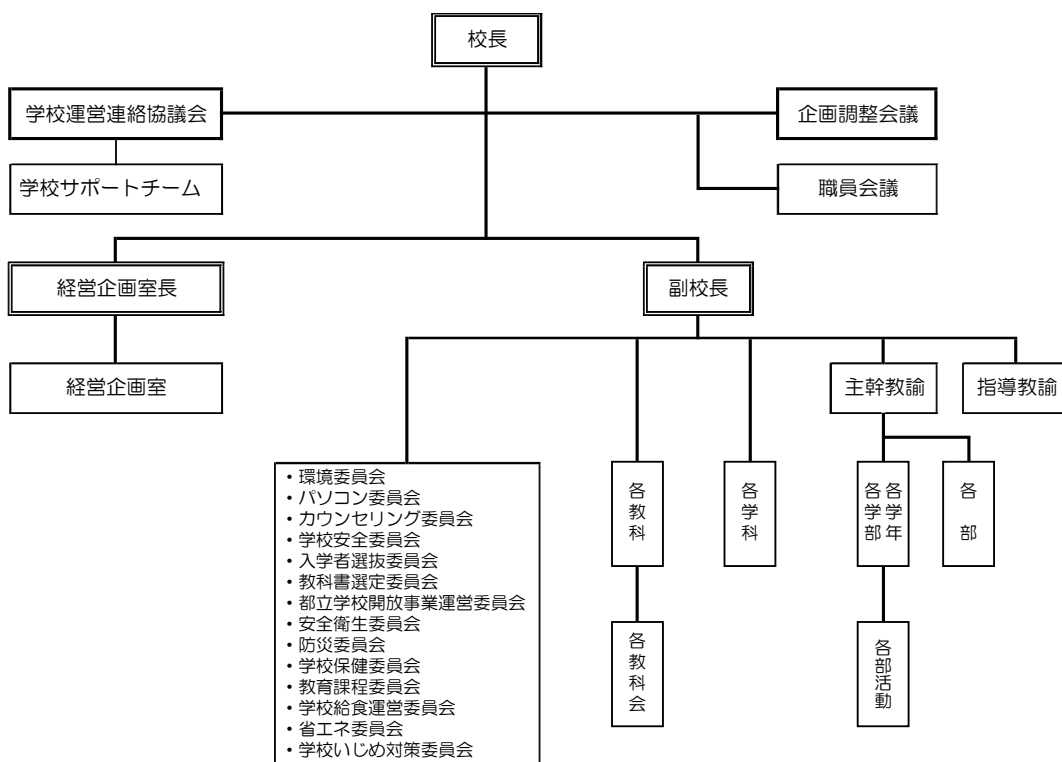 校長
学校運営連絡協議会
企画調整会議
学校サポートチーム
職員会議
経営企画室長
副校長
経営企画室
主幹教諭
指導教諭
・環境委員会
・パソコン委員会
・カウンセリング委員会
・学校安全委員会
・入学者選抜委員会
・教科書選定委員会
・都立学校開放事業運営委員会
・安全衛生委員会
・防災委員会
・学校保健委員会
・教育課程委員会
・学校給食運営委員会
・省エネ委員会
・学校いじめ対策委員会
各教科
各学科
各学年
各学部
各部
各教科会
各部活動